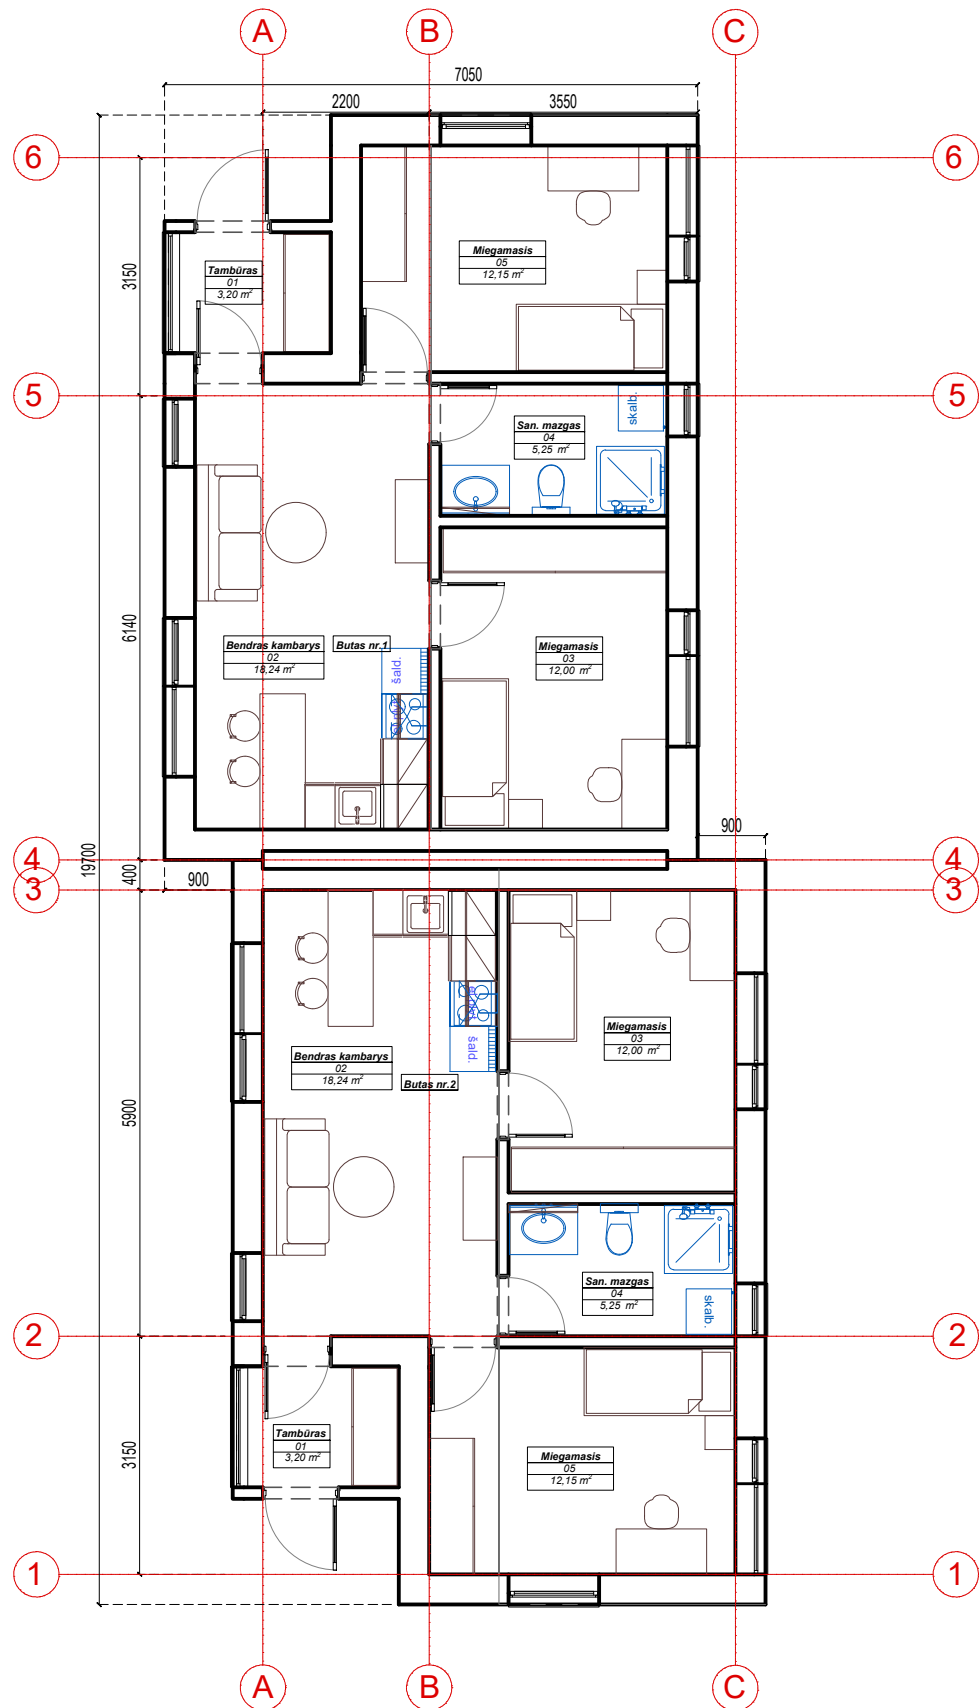 A
B
C
7050
2200
3550
6
6
3150
Miegamasis
05
12,15 m²
Tambūras
01
3,20 m²
5
5
skalb.
San. mazgas
04
5,25 m²
6140
Bendras kambarys
02
18,24 m²
Butas nr.1
šald.
Miegamasis
03
12,00 m²
900
19700
4
4
400
900
3
3
Miegamasis
03
12,00 m²
šald.
Bendras kambarys
02
18,24 m²
Butas nr.2
5900
San. mazgas
04
5,25 m²
skalb.
2
2
3150
Tambūras
01
3,20 m²
Miegamasis
05
12,15 m²
1
1
A
B
C